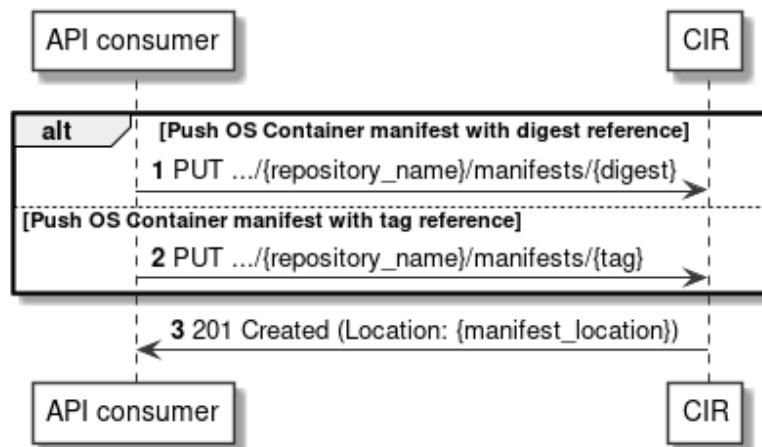 API consumer CIR
alt [Push OS Container manifest with digest reference]
1 PUT .../{repository_name}/manifests/{digest}
[Push OS Container manifest with tag reference]
2 PUT .../{repository_name}/manifests/{tag}
3 201 Created (Location: {manifest_location})
API consumer CIR